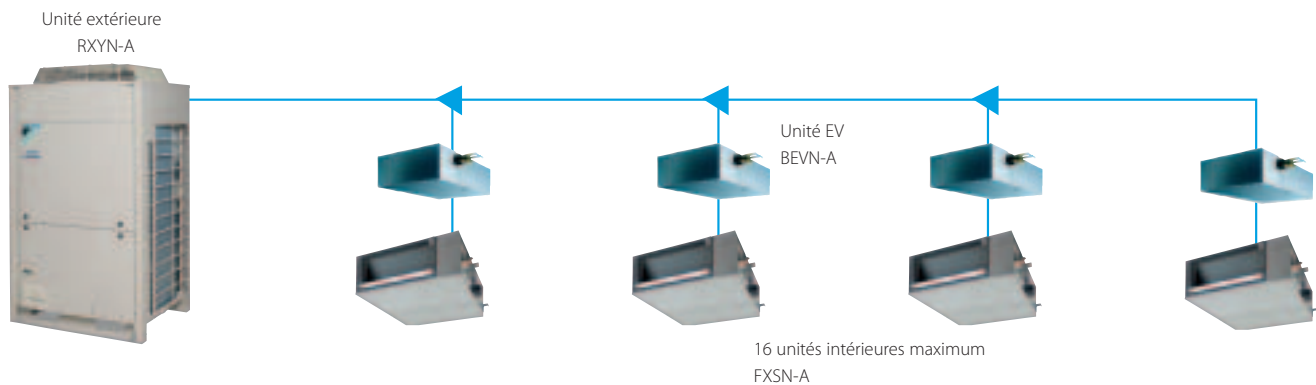 Unité extérieure
RXYN-A
Unité EV
BEVN-A
16 unités intérieures maximum
FXSN-A